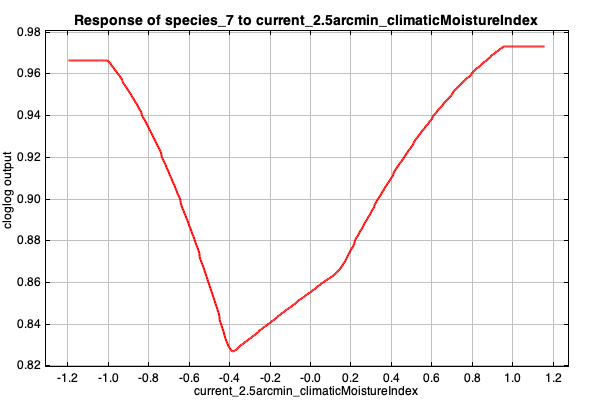 Response of species_7 to current_2.5arcmin_climaticMoistureIndex
cloglog output
0.98
0.96
0.94
0.92
0.90
0.88
0.86
0.84
0.82
-1.2 -1.0 -0.8 -0.6 -0.4 -0.2 -0.0 0.2 0.4 0.6 0.8 1.0 1.2
current_2.5arcmin_climaticMoistureIndex